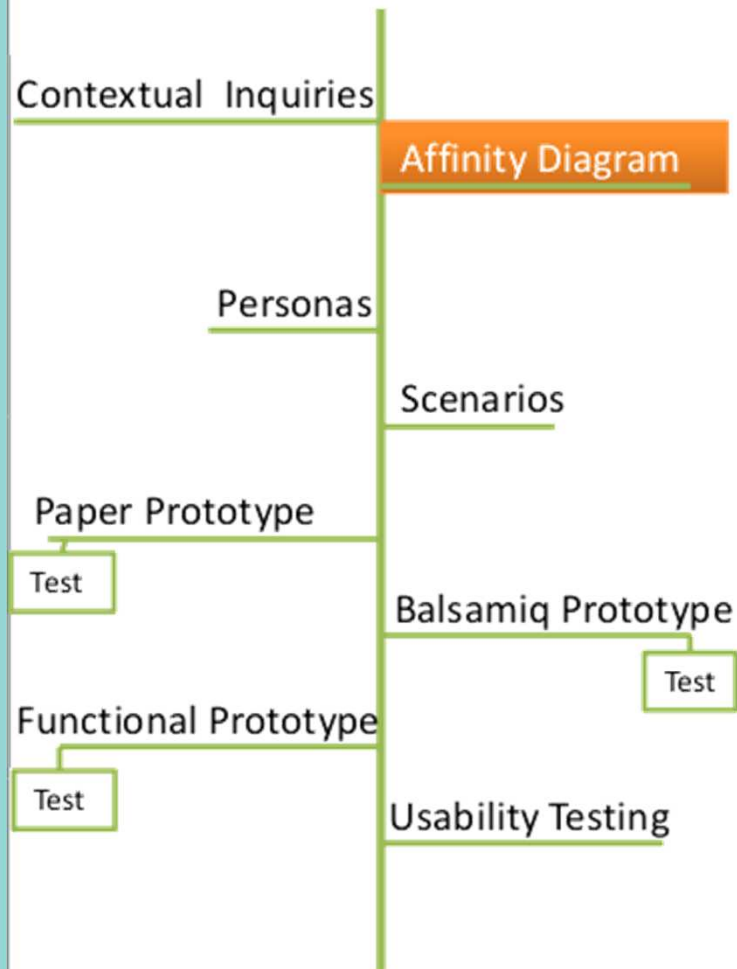 Contextual Inquiries
Affinity Diagram
Personas
Scenarios
Paper Prototype
Test
Balsamiq Prototype
Test
Functional Prototype
Test
Usability Testing